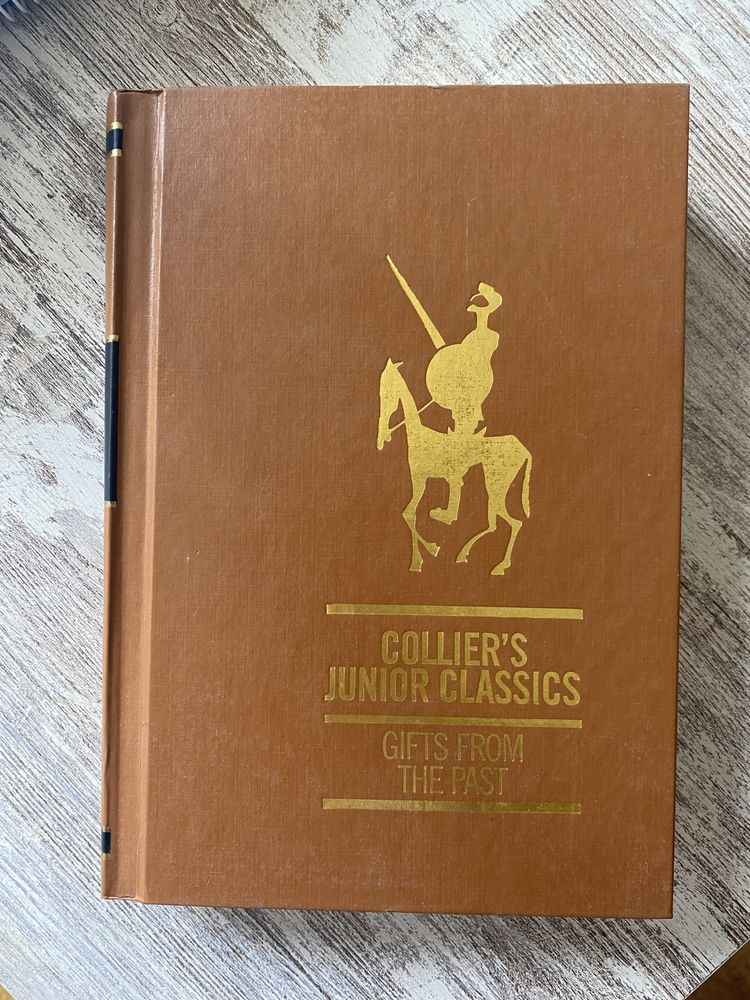 COLLIER'S
JUNIOR CLASSICS
GIFTS FROM
THE PAST